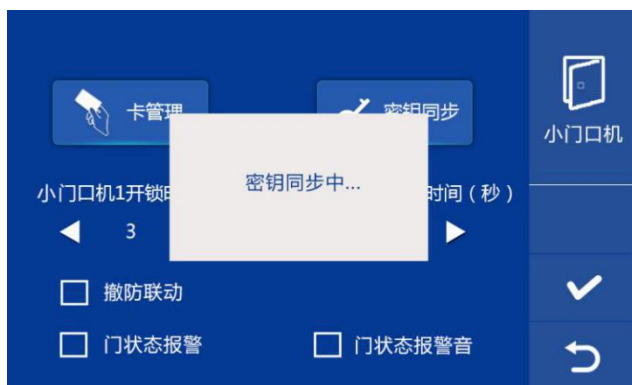 卡管理
密钥同步
小门口机
密钥同步中...
小门口机1开锁
时间（秒）
3
撤防联动
门状态报警
门状态报警音